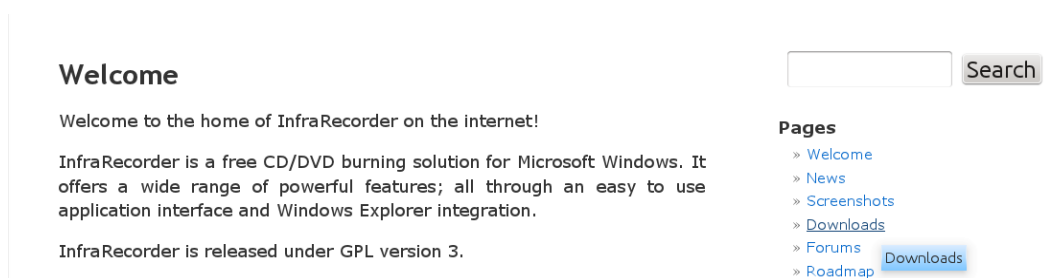 Welcome
Welcome to the home of InfraRecorder on the internet!
InfraRecorder is a free CD/DVD burning solution for Microsoft Windows. It
offers a wide range of powerful features; all through an easy to use
application interface and Windows Explorer integration.
InfraRecorder is released under GPL version 3.
Search
Pages
» Welcome
» News
» Screenshots
» Downloads
» Forums
» Roadmap
Downloads